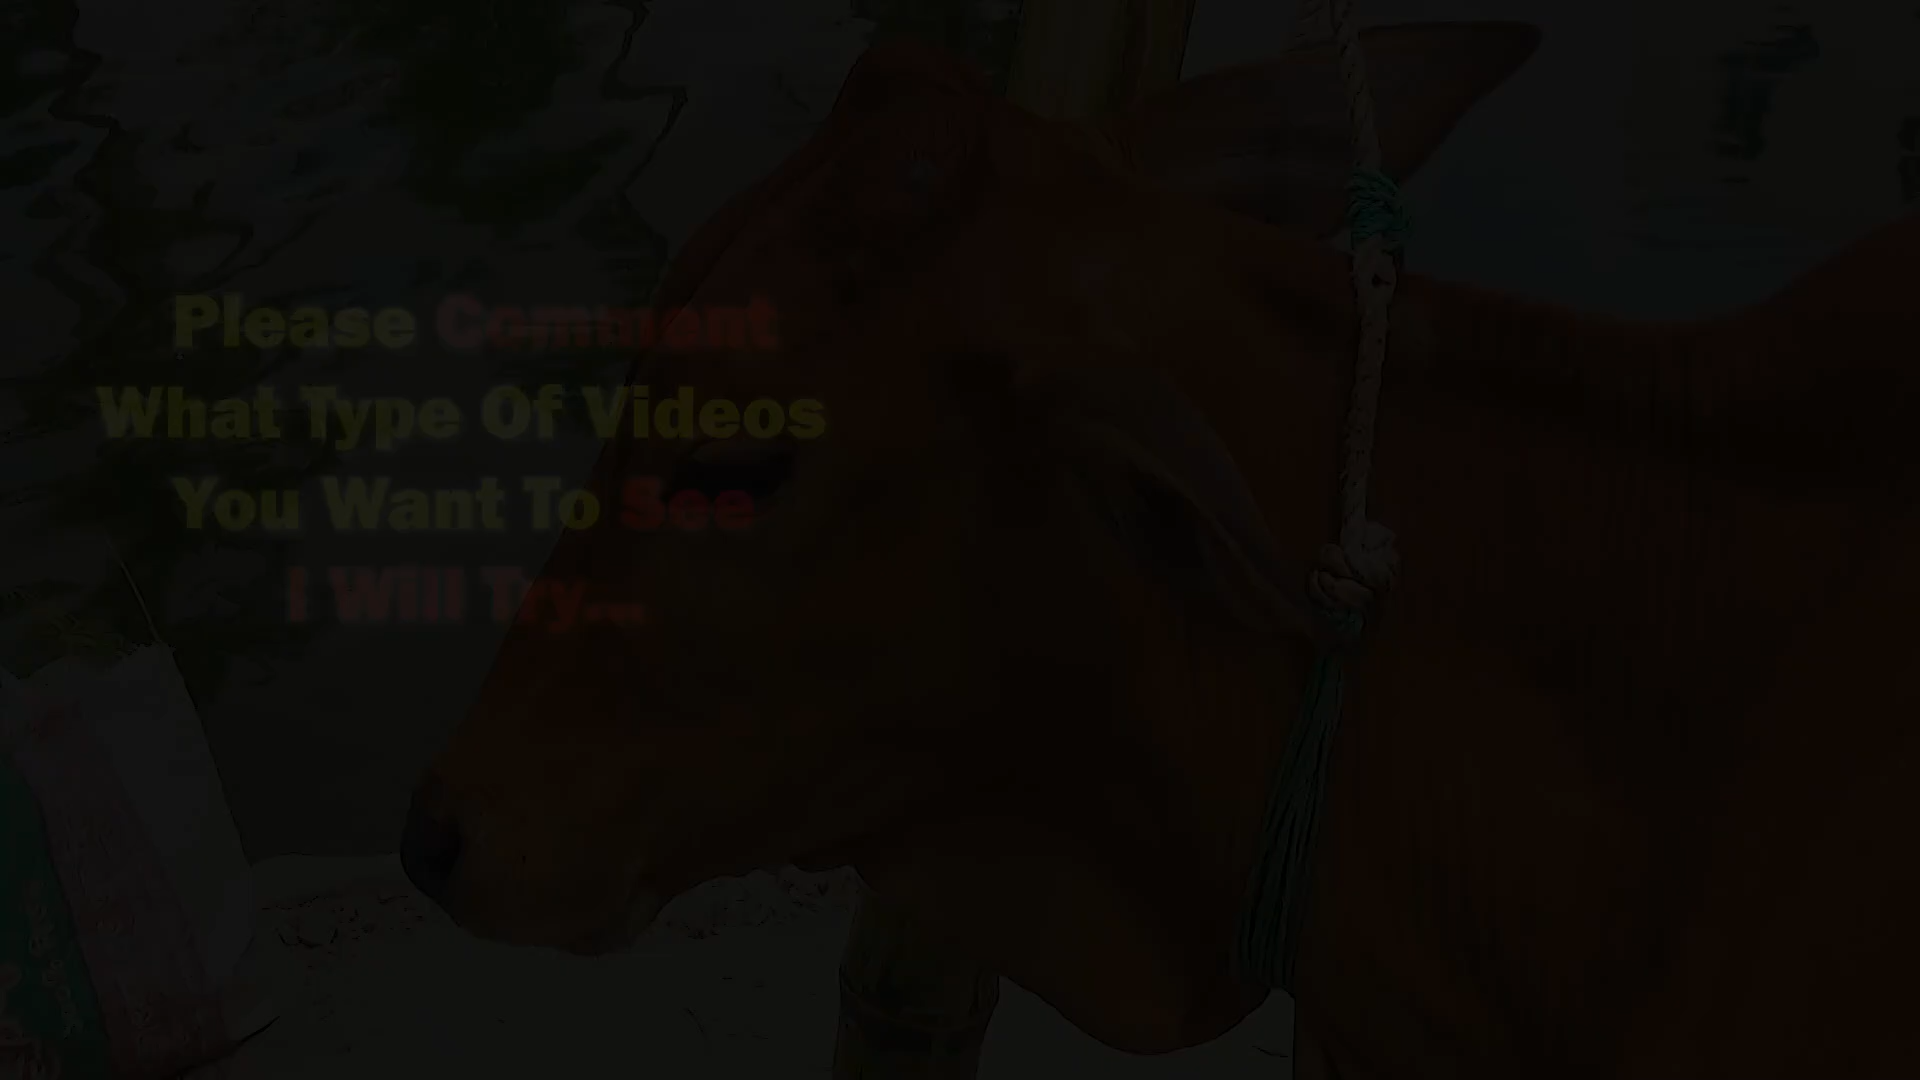 Please Comment
What Type Of Videos
You Want To See
I Will Try...